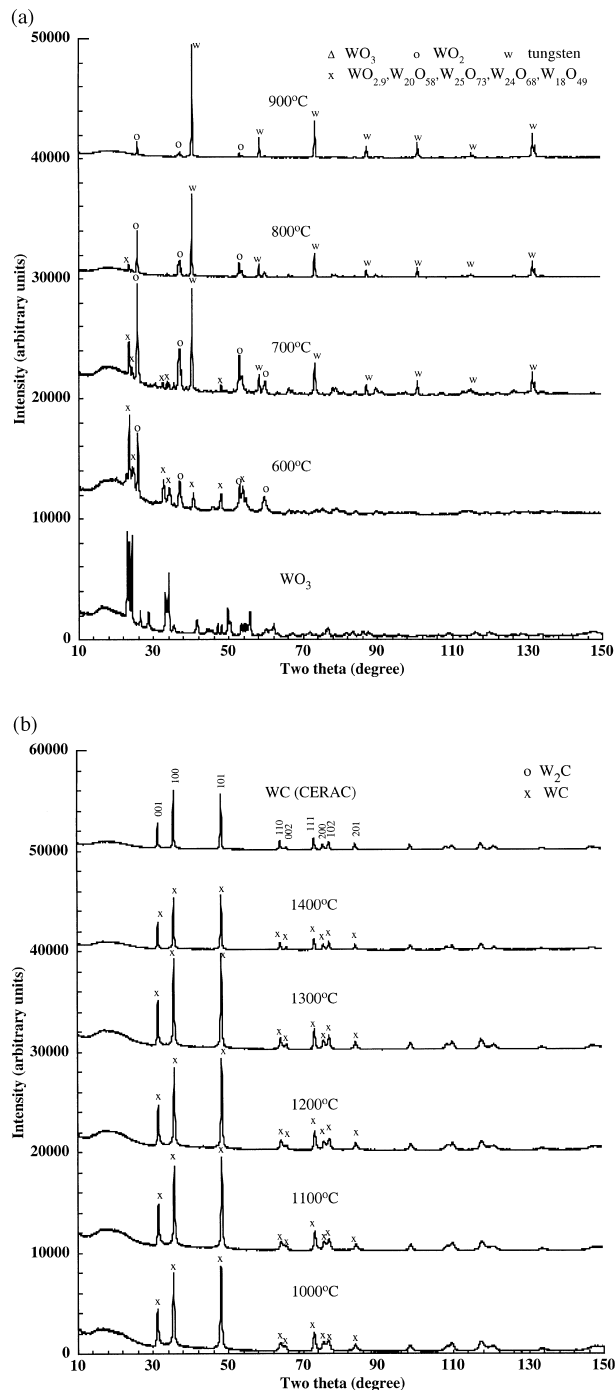 (a)
50000
40000
30000
20000
10000
0
Intensity (arbitrary units)
Δ WO3 o WO2 w tungsten
x WO2.9,W20O58,W25O73,W24O68,W18O49
w
900°C
o o o w w w w w w
w
800°C
x o o o w w w w w w
w
o
700°C
x x x x o x o w o w w w w w
600°C
x x o x x o x x o x o
WO3
10 30 50 70 90 110 130 150
Two theta (degree)
(b)
60000
50000
40000
30000
20000
10000
0
Intensity (arbitrary units)
o W2C
x WC
WC (CERAC)
001 100 101 110 002 111 200 102 201
1400°C
x x x x x x x x x
1300°C
x x x x x x x x x
1200°C
x x x x x x x x x
1100°C
x x x x x x x x x
1000°C
x x x x x x x x x
10 30 50 70 90 110 130 150
Two theta (degree)